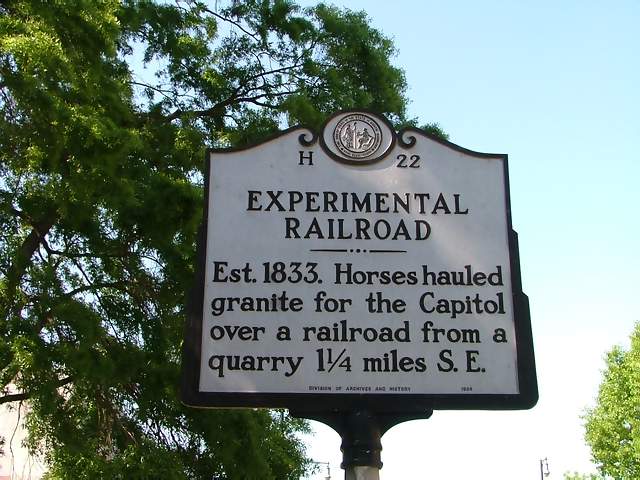 H 22
EXPERIMENTAL
RAILROAD
Est. 1833. Horses hauled
granite for the Capitol
over a railroad from a
quarry 1¼ miles S. E.
DIVISION OF ARCHIVES AND HISTORY